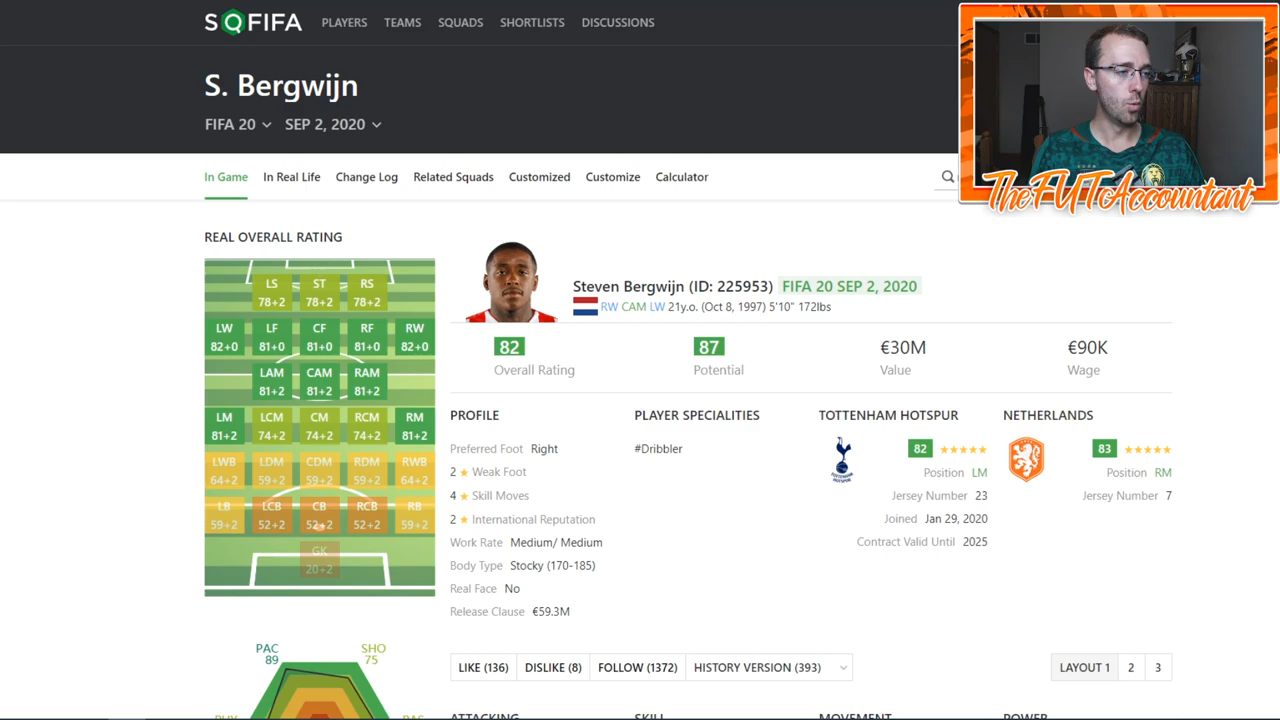 SOFIFA PLAYERS TEAMS SQUADS SHORTLISTS DISCUSSIONS
S. Bergwijn
FIFA 20 SEP 2, 2020
In Game In Real Life Change Log Related Squads Customized Customize Calculator
TheFUTAccountant
REAL OVERALL RATING
LS ST RS
78+2 78+2 78+2
LW LF CF RF RW
82+0 81+0 81+0 81+0 82+0
LAM CAM RAM
81+2 81+2 81+2
LM LCM CM RCM RM
81+2 74+2 74+2 74+2 81+2
LWB LDM CDM RDM RWB
64+2 59+2 59+2 59+2 64+2
LB LCB CB RCB RB
59+2 52+2 52+2 52+2 59+2
GK
20+2
PAC SHO
89 75
Steven Bergwijn (ID: 225953) FIFA 20 SEP 2, 2020
RW CAM LW 21y.o. (Oct 8, 1997) 5'10" 172lbs
82 87 €30M €90K
Overall Rating Potential Value Wage
PROFILE
Preferred Foot Right
2 ★ Weak Foot
4 ★ Skill Moves
2 ★ International Reputation
Work Rate Medium/ Medium
Body Type Stocky (170-185)
Real Face No
Release Clause €59.3M
PLAYER SPECIALITIES
#Dribbler
TOTTENHAM HOTSPUR
82 ★★★★★
Position LM
Jersey Number 23
Joined Jan 29, 2020
Contract Valid Until 2025
NETHERLANDS
83 ★★★★★
Position RM
Jersey Number 7
LIKE (136) DISLIKE (8) FOLLOW (1372) HISTORY VERSION (393) LAYOUT 1 2 3
ATTACKING SKILL MOVEMENT POWER